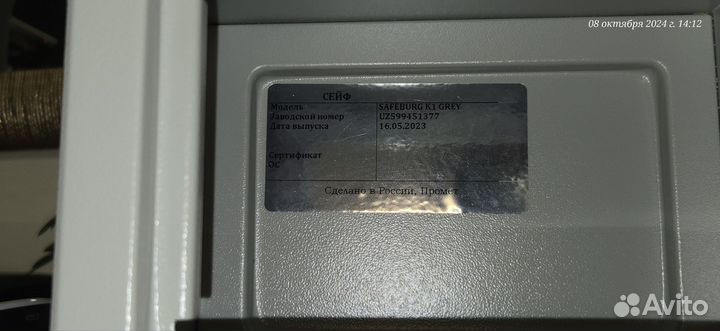 08 октября 2024 г. 14:12
СЕЙФ
Модель SAFEBURG K1 GREY
Заводской номер UZ599451377
Дата выпуска 16.05.2023
Сертификат
ОС
Сделано в России, Промет
Avito